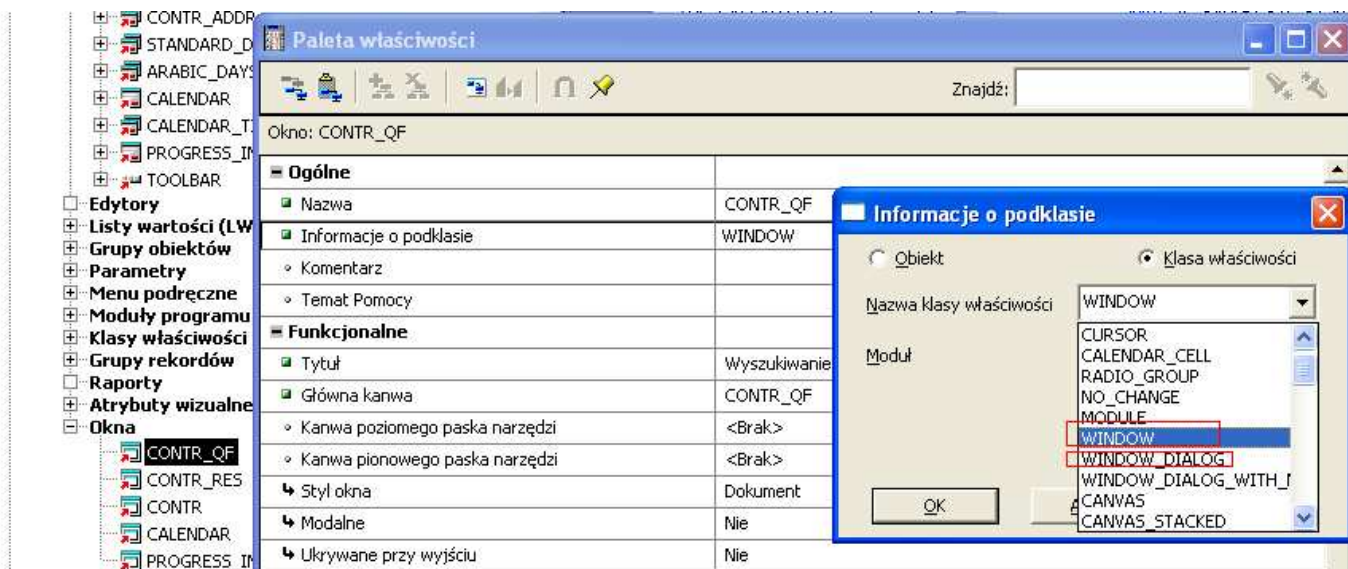 CONTR_ADDR
STANDARD_D
ARABIC_DAYS
CALENDAR
CALENDAR_T
PROGRESS_IN
TOOLBAR
Edytory
Listy wartości (LW
Grupy obiektów
Parametry
Menu podręczne
Moduły programu
Klasy właściwości
Grupy rekordów
Raporty
Atrybuty wizualne
Okna
CONTR_QF
CONTR_RES
CONTR
CALENDAR
PROGRESS_IN
Paleta właściwości
Znajdź:
Okno: CONTR_QF
Ogólne
Nazwa CONTR_QF
Informacje o podklasie WINDOW
Komentarz
Temat Pomocy
Funkcjonalne
Tytuł Wyszukiwanie
Główna kanwa CONTR_QF
Kanwa poziomego paska narzędzi <Brak>
Kanwa pionowego paska narzędzi <Brak>
Styl okna Dokument
Modalne Nie
Ukrywane przy wyjściu Nie
Informacje o podklasie
Obiekt Klasa właściwości
Nazwa klasy właściwości WINDOW
Moduł
CURSOR
CALENDAR_CELL
RADIO_GROUP
NO_CHANGE
MODULE
WINDOW
WINDOW_DIALOG
WINDOW_DIALOG_WITH_
CANVAS
CANVAS_STACKED
OK
A